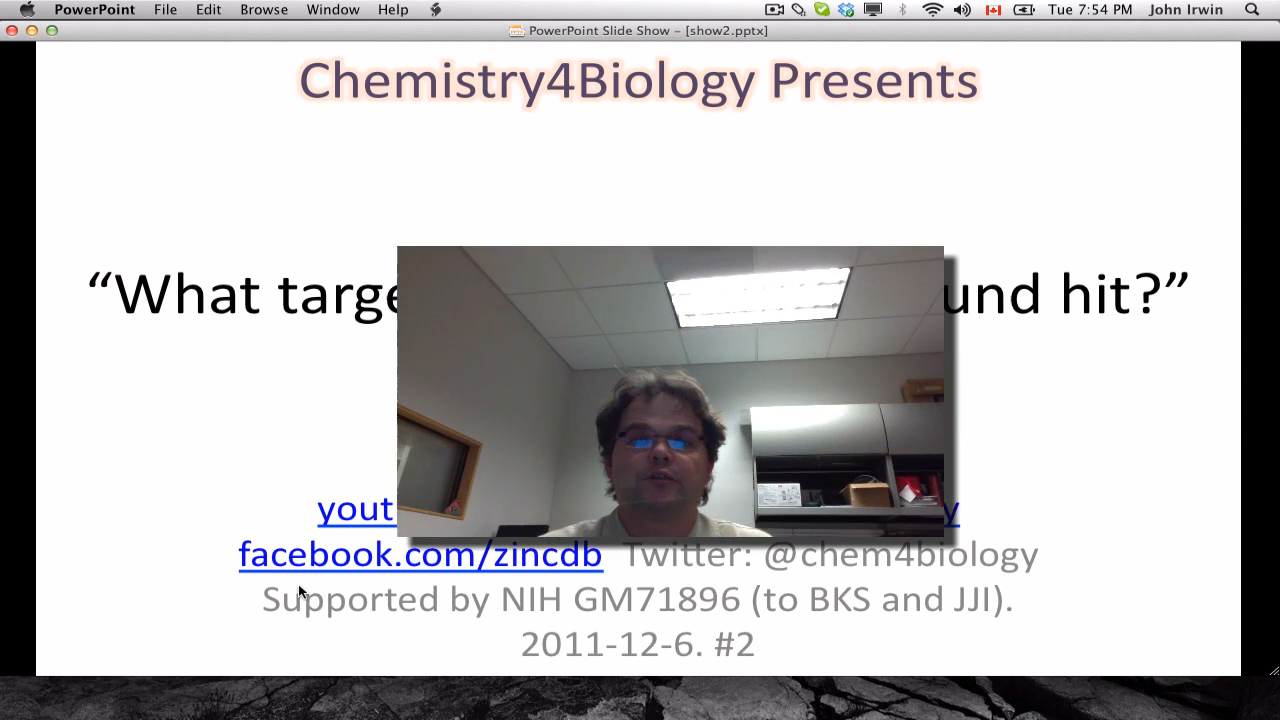 PowerPoint File Edit Browse Window Help Tue 7:54 PM John Irwin
PowerPoint Slide Show – [show2.pptx]
Chemistry4Biology Presents
“What targe und hit?”
yout y
facebook.com/zincdb Twitter: @chem4biology
Supported by NIH GM71896 (to BKS and JJI).
2011-12-6. #2